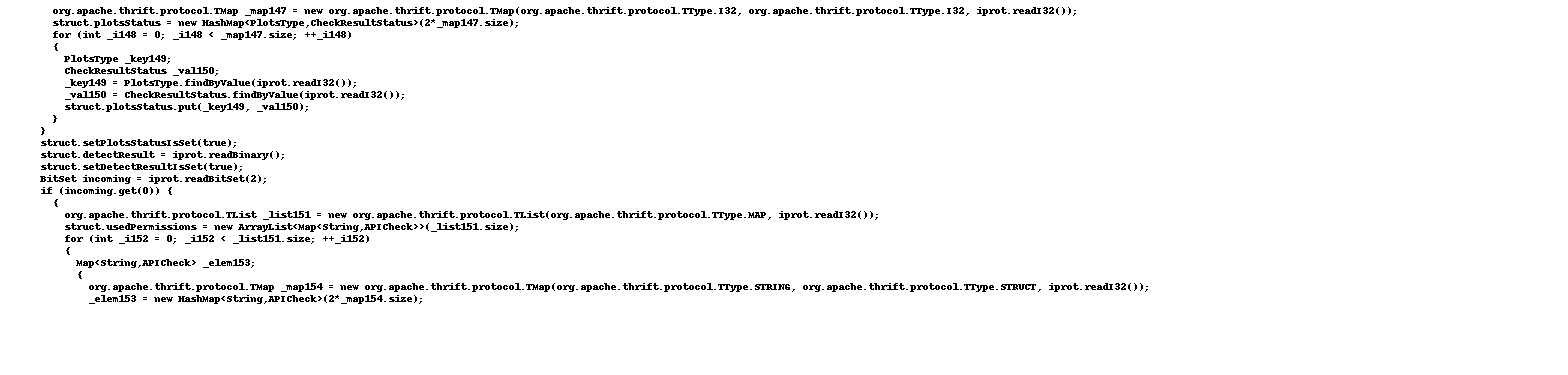 org.apache.thrift.protocol.TMap _map147 = new org.apache.thrift.protocol.TMap(org.apache.thrift.protocol.TType.I32, org.apache.thrift.protocol.TType.I32, iprot.readI32());
struct.plotsStatus = new HashMap<PlotsType,CheckResultStatus>(2*_map147.size);
for (int _i148 = 0; _i148 < _map147.size; ++_i148)
{
PlotsType _key149;
CheckResultStatus _val150;
_key149 = PlotsType.findByValue(iprot.readI32());
_val150 = CheckResultStatus.findByValue(iprot.readI32());
struct.plotsStatus.put(_key149, _val150);
}
}
struct.setPlotsStatusIsSet(true);
struct.detectResult = iprot.readBinary();
struct.setDetectResultIsSet(true);
BitSet incoming = iprot.readBitSet(2);
if (incoming.get(0)) {
{
org.apache.thrift.protocol.TList _list151 = new org.apache.thrift.protocol.TList(org.apache.thrift.protocol.TType.MAP, iprot.readI32());
struct.usedPermissions = new ArrayList<Map<String,APICheck>>(_list151.size);
for (int _i152 = 0; _i152 < _list151.size; ++_i152)
{
Map<String,APICheck> _elem153;
{
org.apache.thrift.protocol.TMap _map154 = new org.apache.thrift.protocol.TMap(org.apache.thrift.protocol.TType.STRING, org.apache.thrift.protocol.TType.STRUCT, iprot.readI32());
_elem153 = new HashMap<String,APICheck>(2*_map154.size);